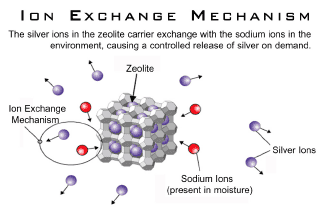 ION EXCHANGE MECHANISM
The silver ions in the zeolite carrier exchange with the sodium ions in the
environment, causing a controlled release of silver on demand.
Zeolite
Ion Exchange
Mechanism
Silver Ions
Sodium Ions
(present in moisture)